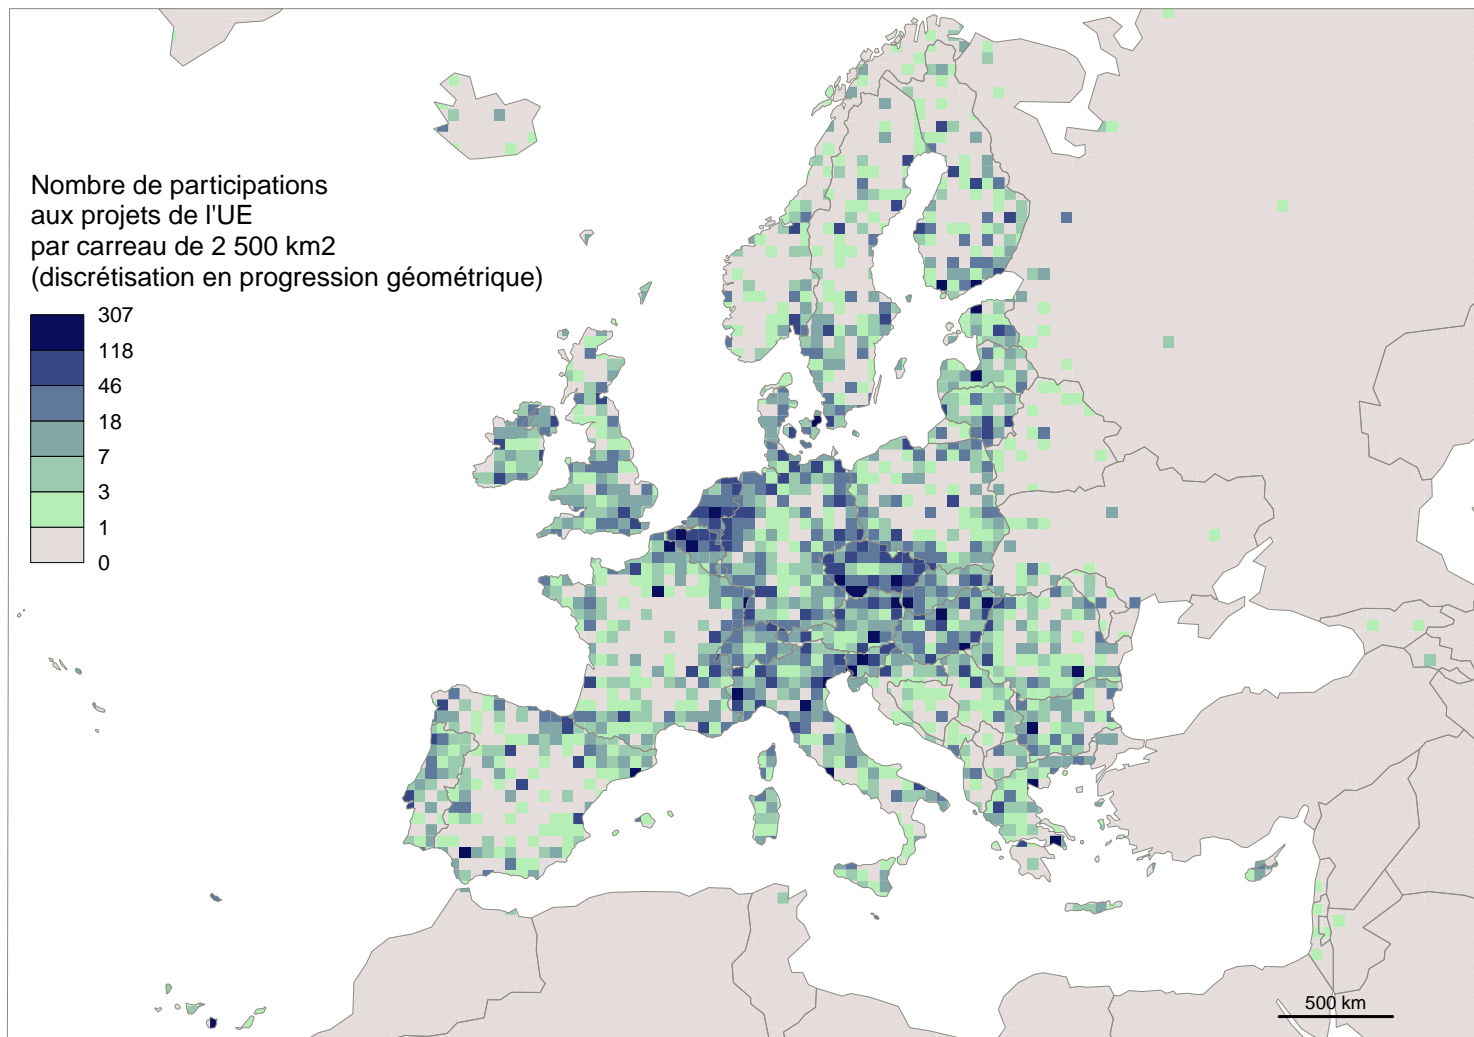 Nombre de participations
aux projets de l'UE
par carreau de 2 500 km2
(discrétisation en progression géométrique)
307
118
46
18
7
3
1
0
500 km